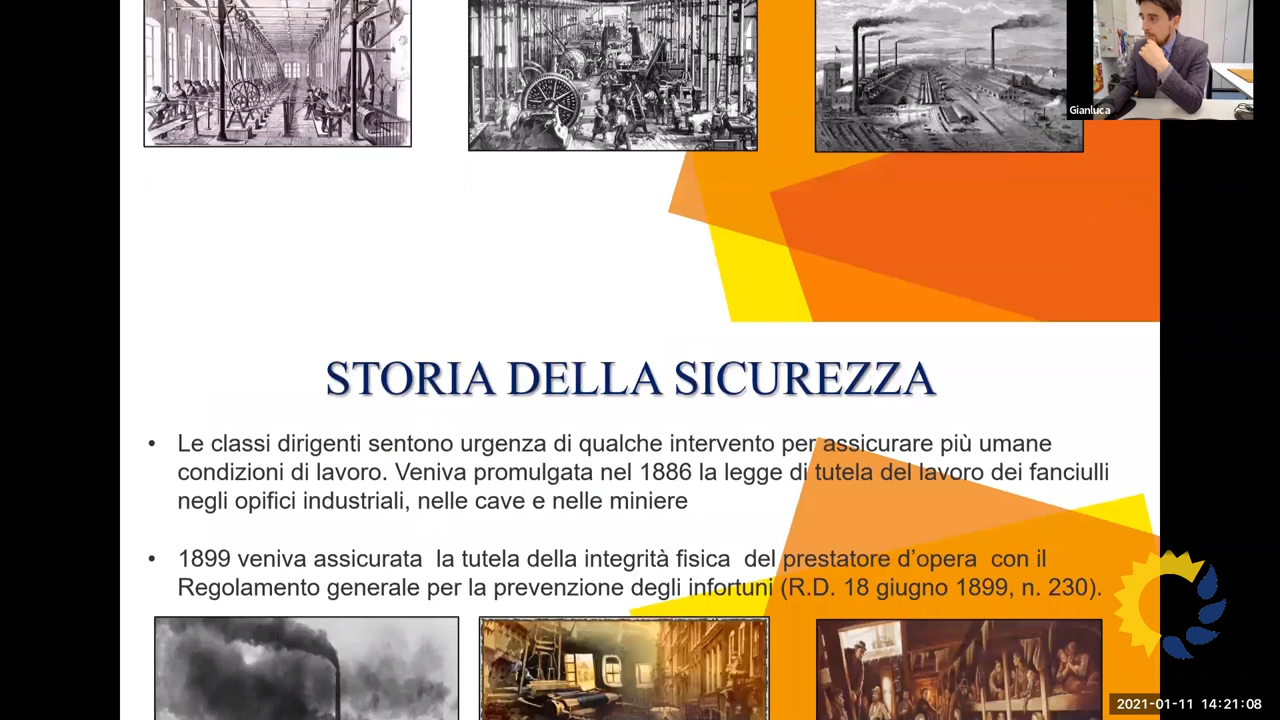 Gianluca
STORIA DELLA SICUREZZA
• Le classi dirigenti sentono urgenza di qualche intervento per assicurare più umane
condizioni di lavoro. Veniva promulgata nel 1886 la legge di tutela del lavoro dei fanciulli
negli opifici industriali, nelle cave e nelle miniere
• 1899 veniva assicurata  la tutela della integrità fisica  del prestatore d’opera  con il
Regolamento generale per la prevenzione degli infortuni (R.D. 18 giugno 1899, n. 230).
2021-01-11 14:21:08